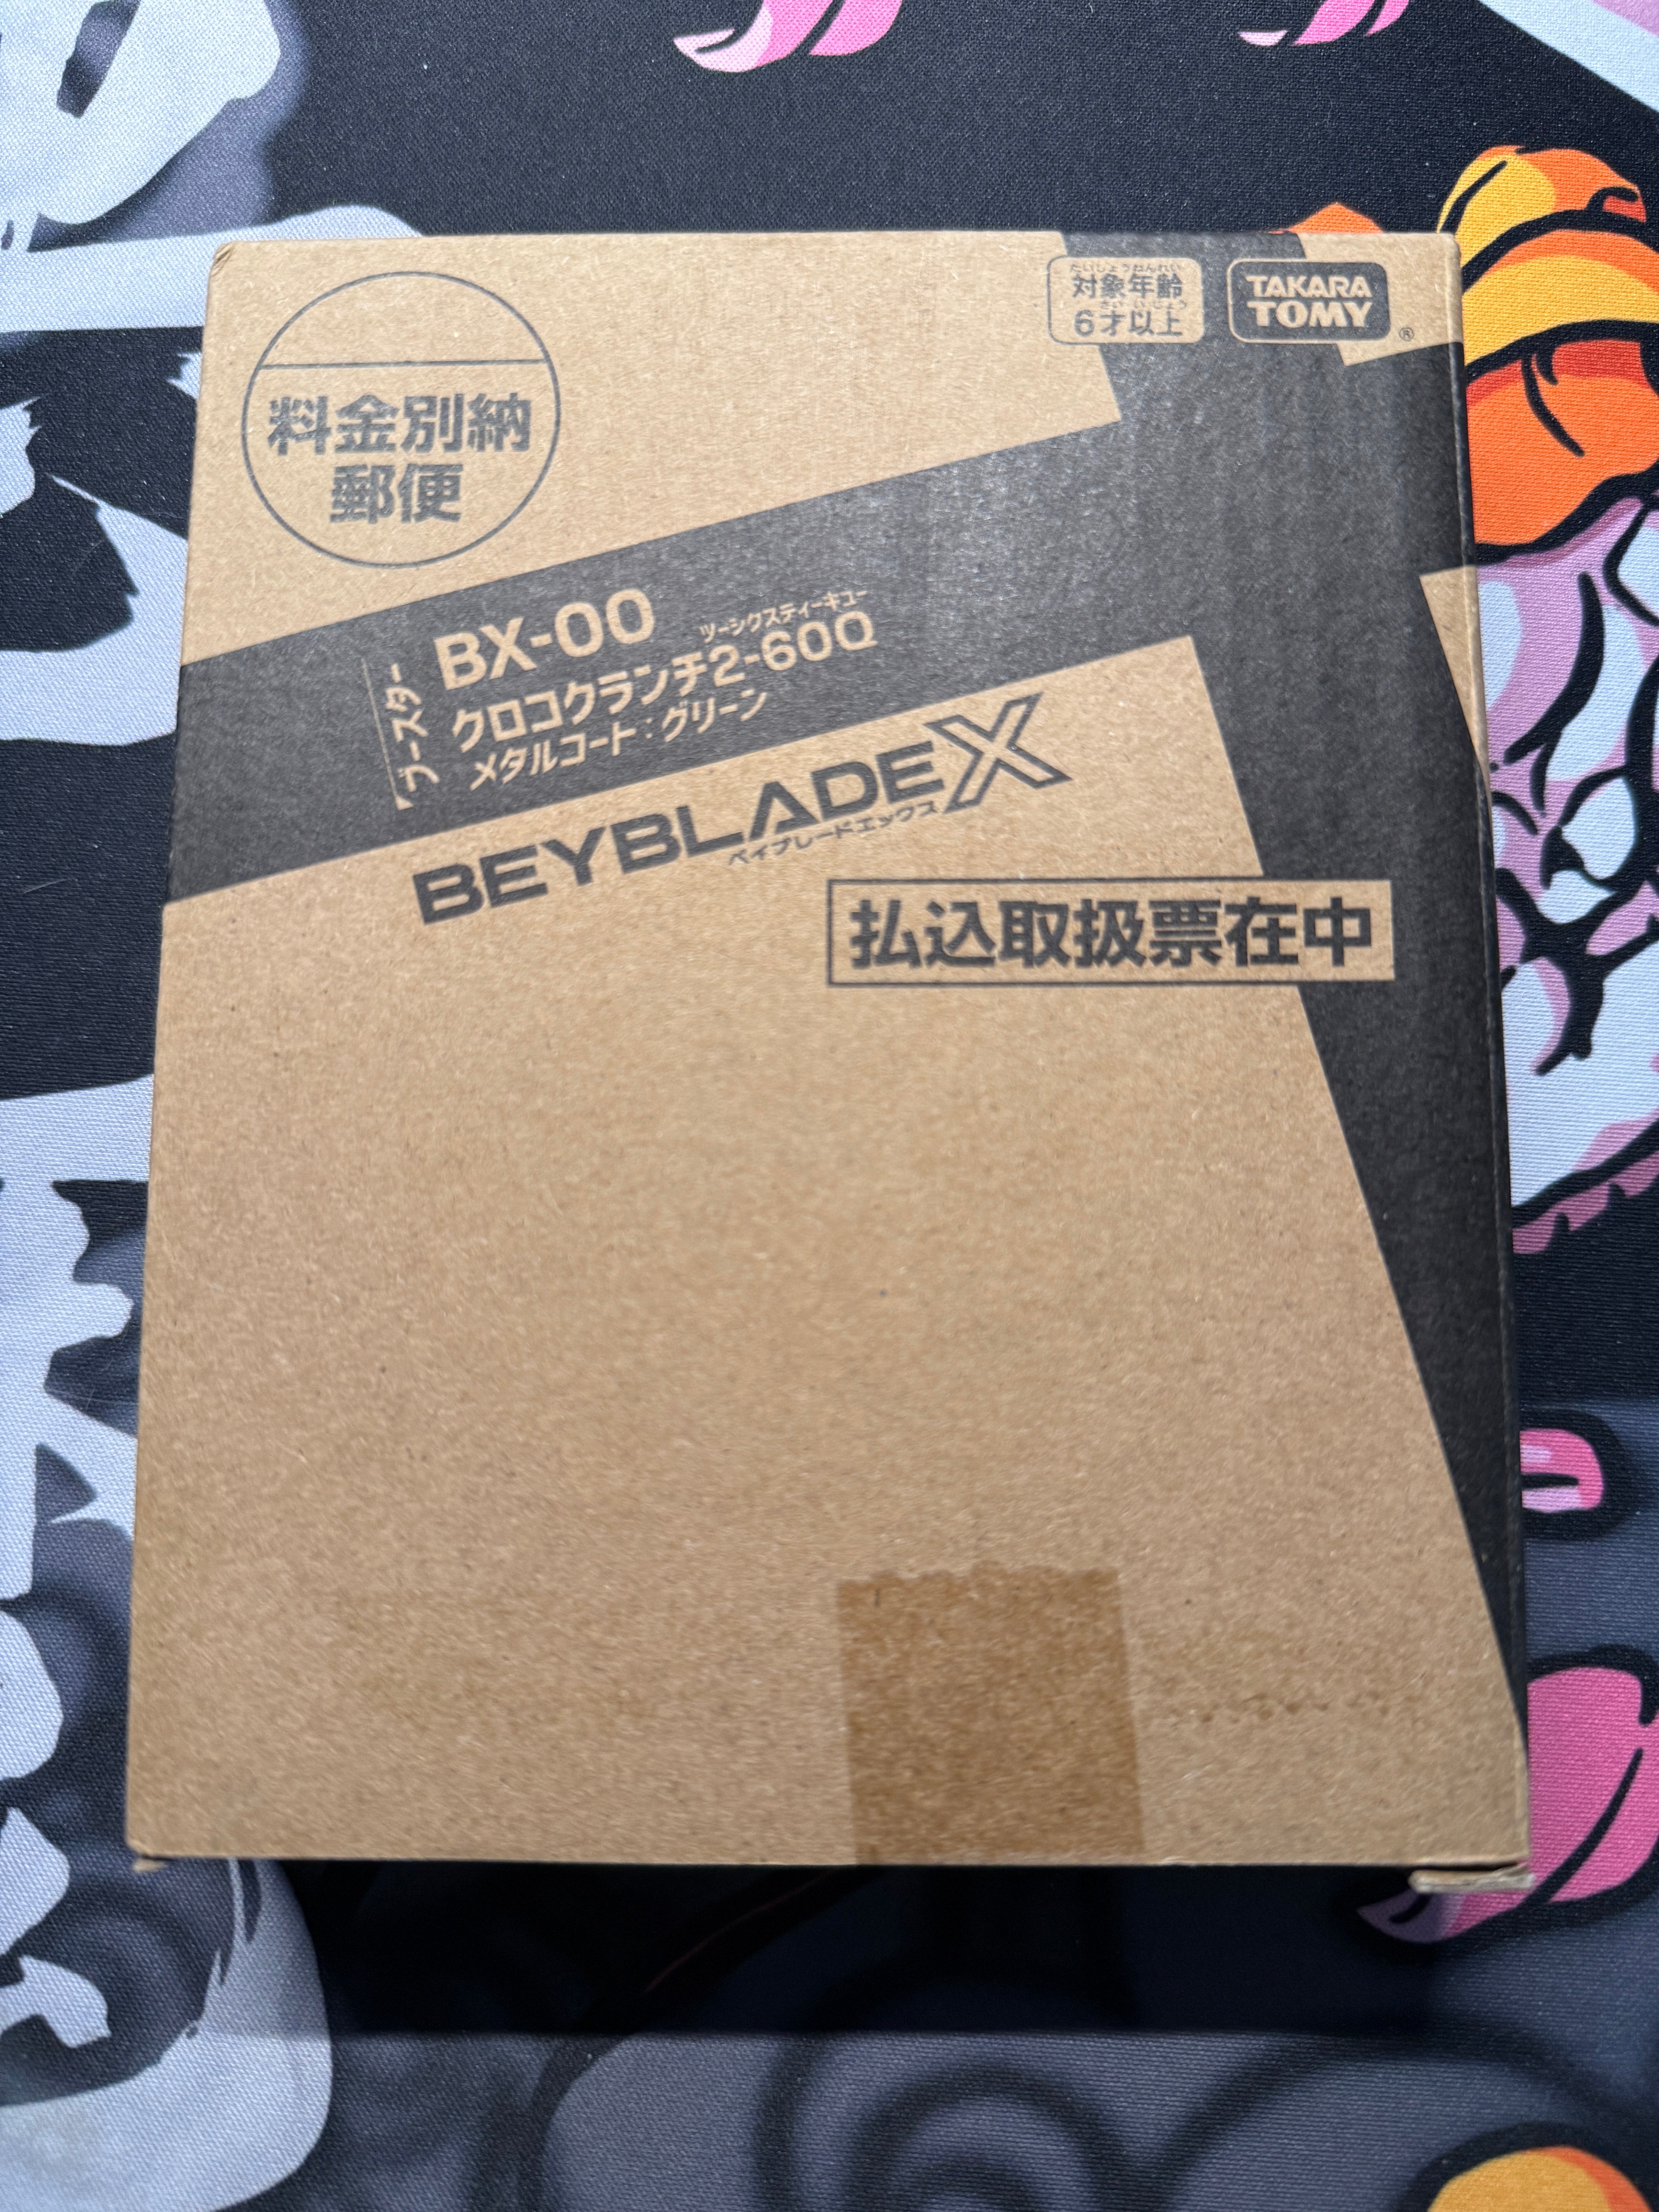 料金別納
郵便
たいしょうねんれい
対象年齢
さいいじょう
6才以上
TAKARA
TOMY
®
ブースター
BX-00
ツーシックスティーキュー
クロコクランチ2-60Q
メタルコート:グリーン
BEYBLADE X
ベイブレードエックス
払込取扱票在中